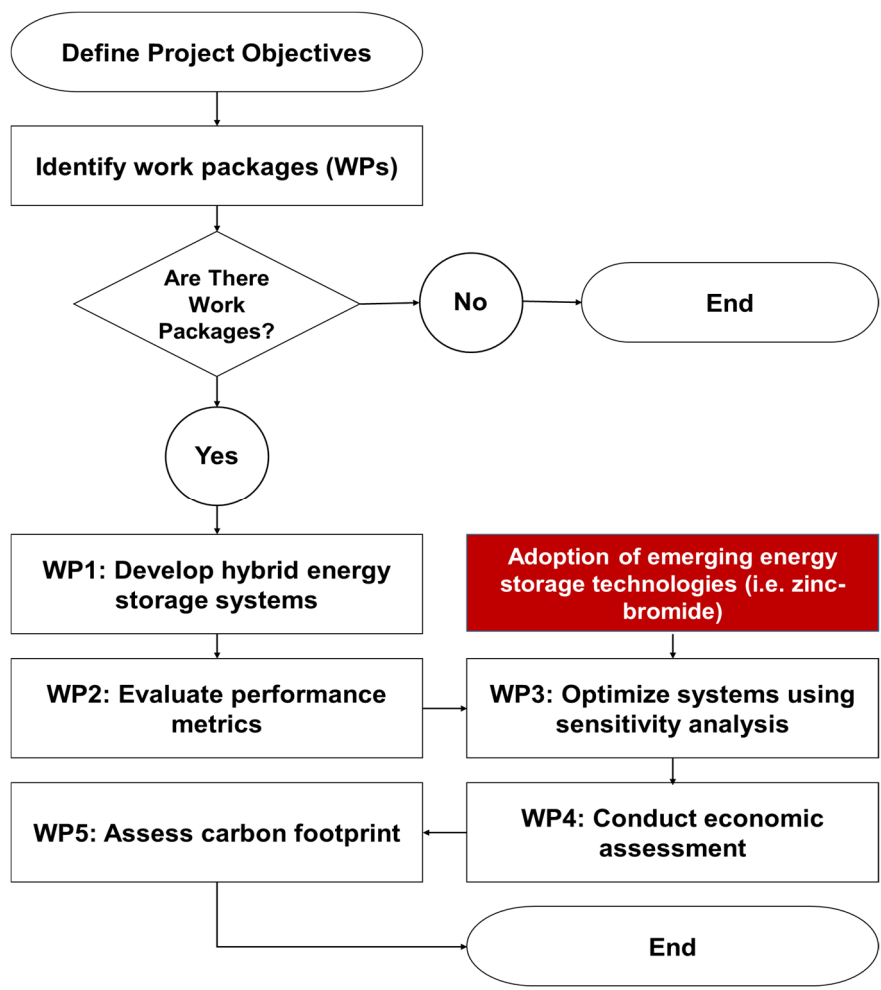 Define Project Objectives
Identify work packages (WPs)
Are There
Work
Packages?
No
End
Yes
WP1: Develop hybrid energy
storage systems
Adoption of emerging energy
storage technologies (i.e. zinc-
bromide)
WP2: Evaluate performance
metrics
WP3: Optimize systems using
sensitivity analysis
WP5: Assess carbon footprint
WP4: Conduct economic
assessment
End